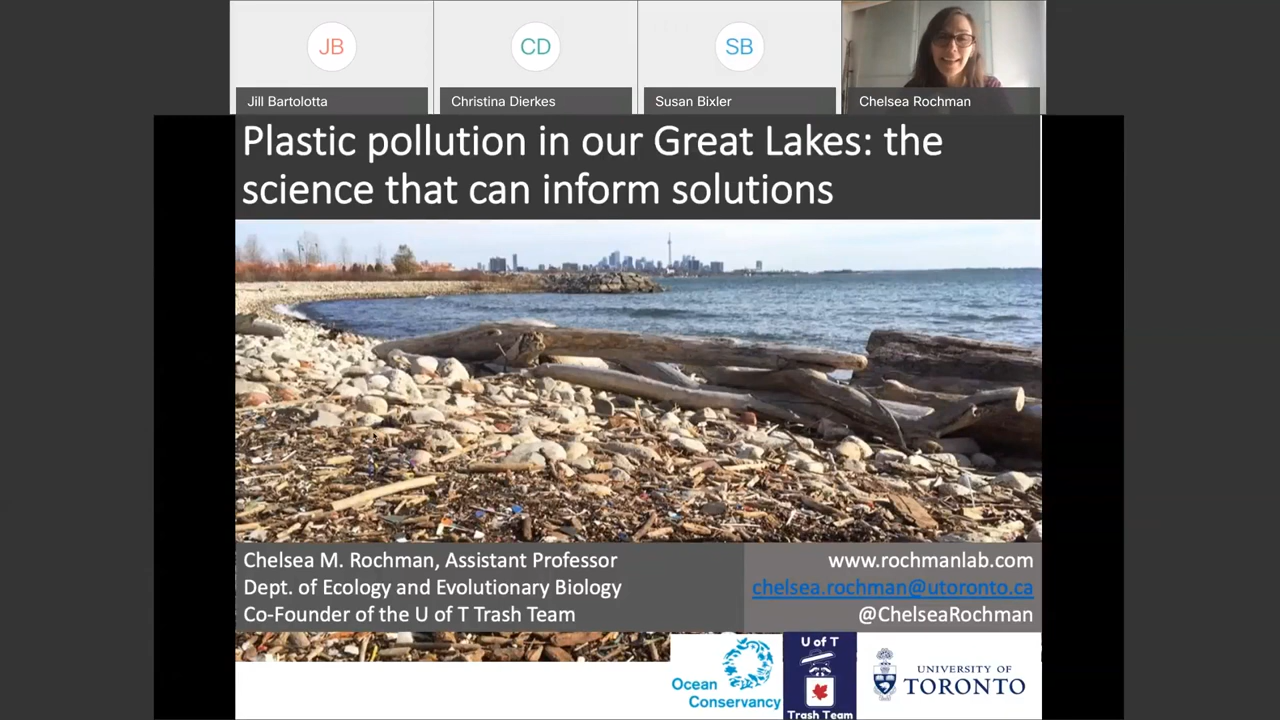 JB
CD
SB
Jill Bartolotta
Christina Dierkes
Susan Bixler
Chelsea Rochman
Plastic pollution in our Great Lakes: the
science that can inform solutions
Chelsea M. Rochman, Assistant Professor
Dept. of Ecology and Evolutionary Biology
Co-Founder of the U of T Trash Team
www.rochmanlab.com
chelsea.rochman@utoronto.ca
@ChelseaRochman
Ocean
Conservancy
U of T
Trash Team
UNIVERSITY OF
TORONTO